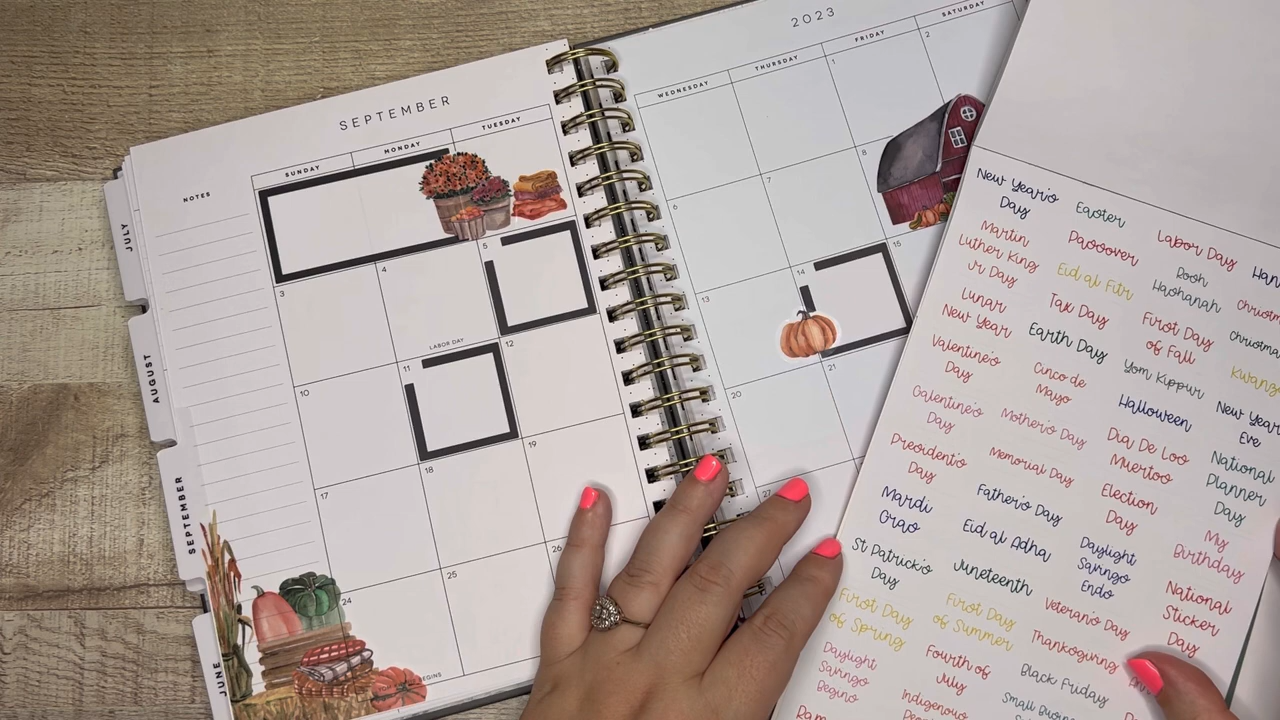 SEPTEMBER
2023
SUNDAY
MONDAY
TUESDAY
WEDNESDAY
THURSDAY
FRIDAY
SATURDAY
NOTES
1
2
3
4
5
6
7
8
LABOR DAY
10
11
12
13
14
15
17
18
19
20
21
24
25
26
27
JULY
AUGUST
SEPTEMBER
JUNE
New Year's
Day
Martin
Luther King
Jr Day
Lunar
New Year
Valentine's
Day
Galentine's
Day
President's
Day
Mardi
Gras
St Patrick's
Day
First Day
of Spring
Daylight
Savings
Begins
Easter
Passover
Eid al Fitr
Tax Day
Earth Day
Cinco de
Mayo
Mother's Day
Memorial Day
Father's Day
Eid al Adha
Juneteenth
First Day
of Summer
Fourth of
July
Indigenous
Labor Day
Rosh
Hashanah
First Day
of Fall
Yom Kippur
Halloween
Dia De Los
Muertos
Election
Day
Daylight
Savings
Ends
Veteran's Day
Thanksgiving
Black Friday
New Year's
Eve
National
Planner
Day
My
Birthday
National
Sticker
Day